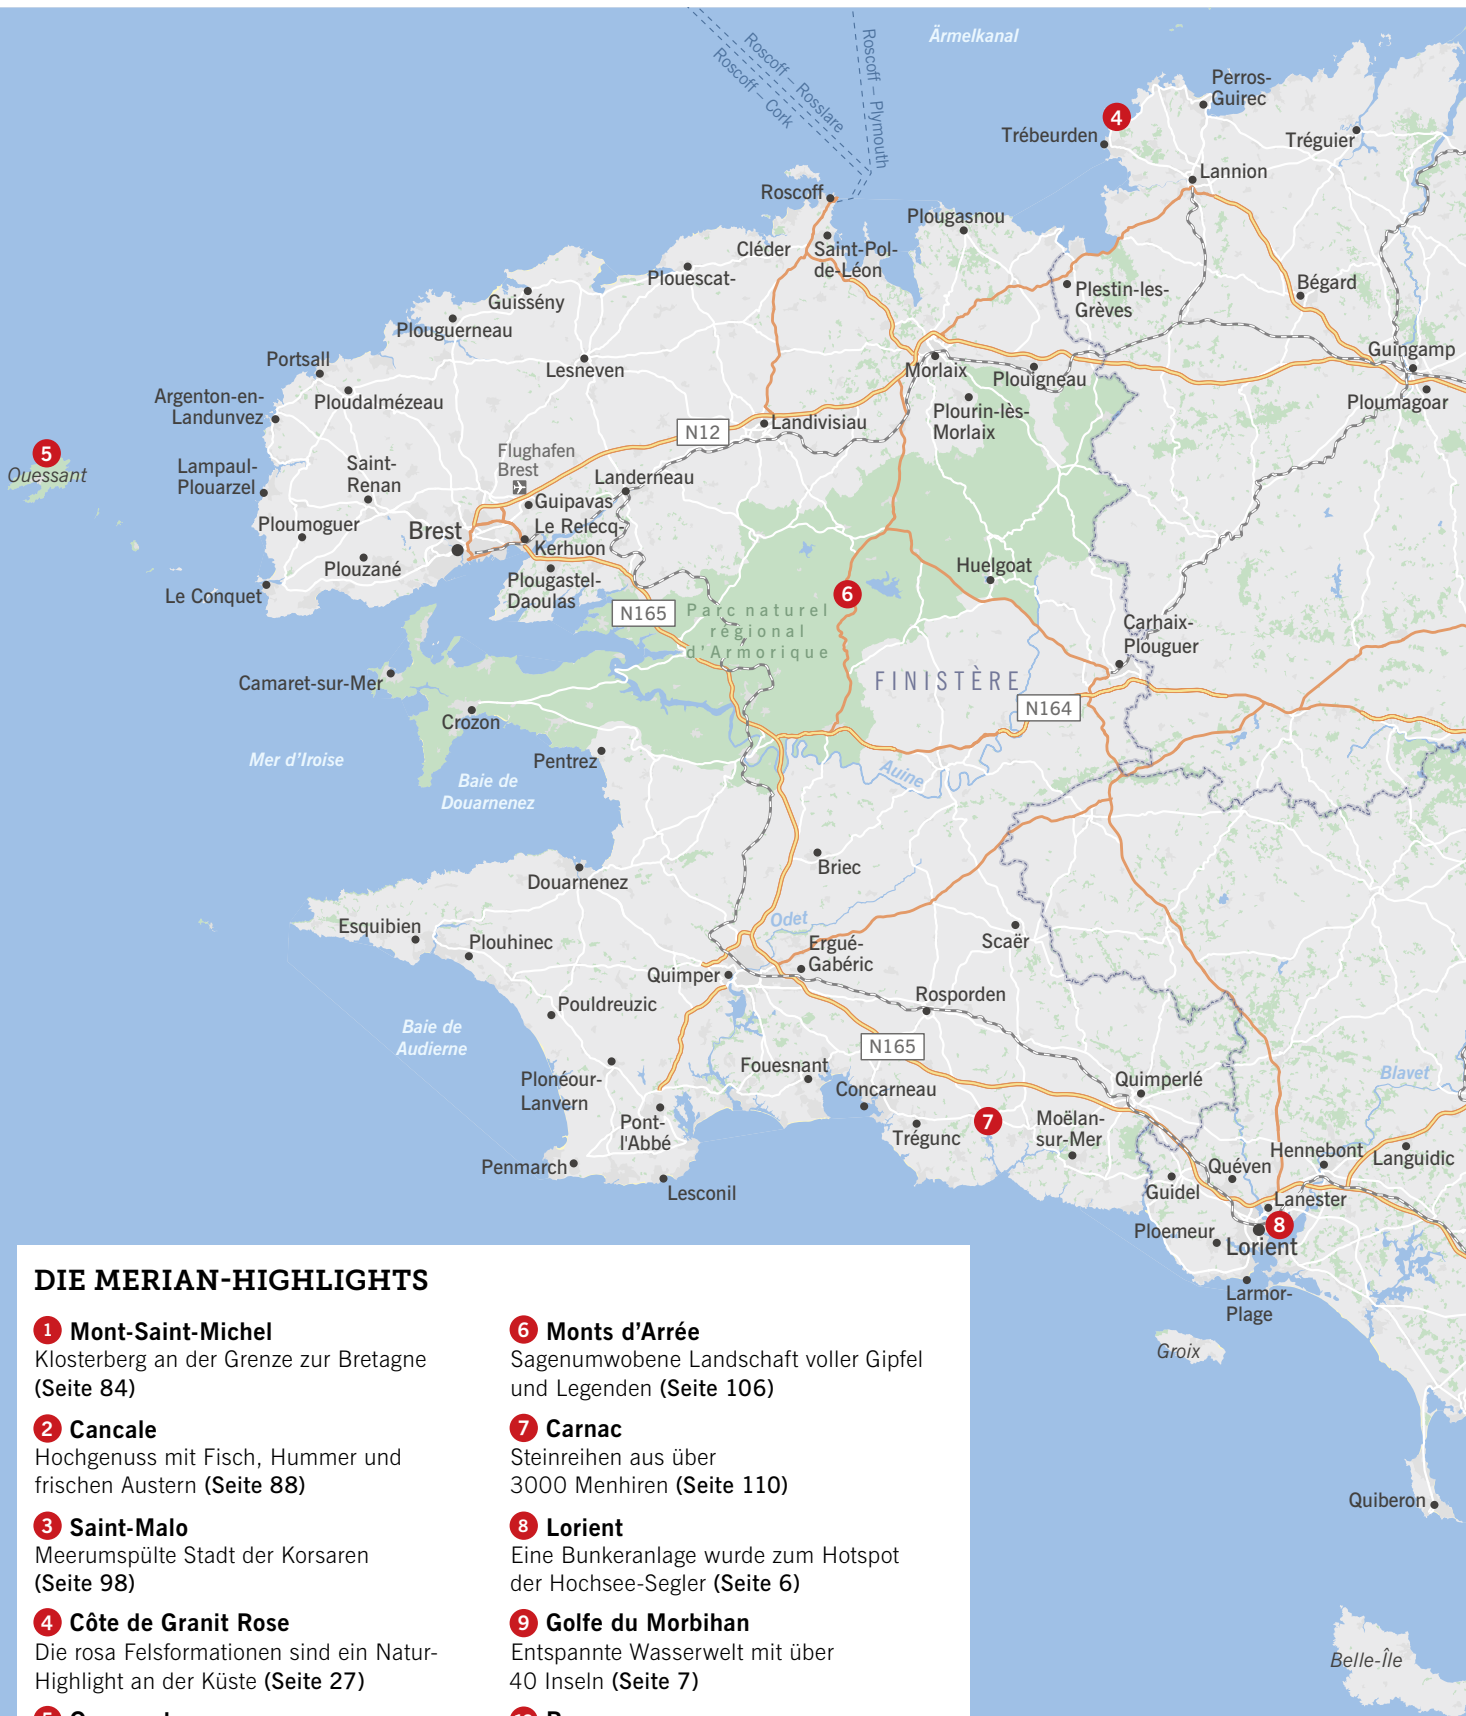 Ärmelkanal
Roscoff – Rosslare
Roscoff – Cork
Roscoff – Plymouth
Perros-
Guirec
4
Trébeurden
Tréguier
Lannion
Roscoff
Plougasnou
Cléder
Saint-Pol-
de-Léon
Plouescat-
Plestin-les-
Grèves
Bégard
Guissény
Plouguerneau
Portsall
Lesneven
Morlaix
Plouigneau
Guingamp
Argenton-en-
Landunvez
Ploudalmézeau
Plourin-lès-
Morlaix
Ploumagoar
N12
Landivisiau
5
Ouessant
Flughafen
Brest
Lampaul-
Plouarzel
Saint-
Renan
Landerneau
Guipavas
Ploumoguer
Brest
Le Relecq-
Kerhuon
Plouzané
Huelgoat
Le Conquet
Plougastel-
Daoulas
6
N165
Parc naturel
régional
d'Armorique
Carhaix-
Plouguer
Camaret-sur-Mer
FINISTÈRE
N164
Crozon
Mer d'Iroise
Pentrez
Baie de
Douarnenez
Auine
Briec
Douarnenez
Odet
Esquibien
Plouhinec
Ergué-
Gabéric
Scaër
Quimper
Rosporden
Pouldreuzic
Baie de
Audierne
N165
Fouesnant
Plonéour-
Lanvern
Concarneau
Quimperlé
Blavet
Pont-
l'Abbé
Trégunc
7
Moëlan-
sur-Mer
Penmarch
Hennebont
Languidic
Quéven
Lesconil
Guidel
Lanester
Ploemeur
8
Lorient
Larmor-
Plage
Groix
Quiberon
Belle-Île
DIE MERIAN-HIGHLIGHTS
1 Mont-Saint-Michel
Klosterberg an der Grenze zur Bretagne
(Seite 84)
2 Cancale
Hochgenuss mit Fisch, Hummer und
frischen Austern (Seite 88)
3 Saint-Malo
Meerumspülte Stadt der Korsaren
(Seite 98)
4 Côte de Granit Rose
Die rosa Felsformationen sind ein Natur-
Highlight an der Küste (Seite 27)
6 Monts d'Arrée
Sagenumwobene Landschaft voller Gipfel
und Legenden (Seite 106)
7 Carnac
Steinreihen aus über
3000 Menhiren (Seite 110)
8 Lorient
Eine Bunkeranlage wurde zum Hotspot
der Hochsee-Segler (Seite 6)
9 Golfe du Morbihan
Entspannte Wasserwelt mit über
40 Inseln (Seite 7)